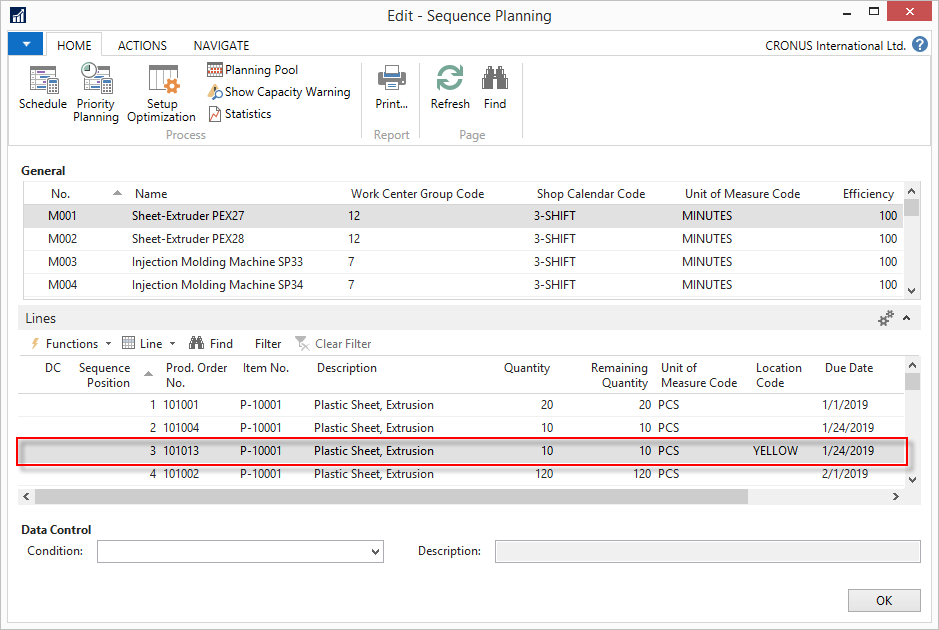 Edit - Sequence Planning
HOME ACTIONS NAVIGATE CRONUS International Ltd. ?
Schedule
Priority Planning
Setup Optimization
Planning Pool
Show Capacity Warning
Statistics
Process
Print...
Report
Refresh
Find
Page
General
No. Name Work Center Group Code Shop Calendar Code Unit of Measure Code Efficiency
M001 Sheet-Extruder PEX27 12 3-SHIFT MINUTES 100
M002 Sheet-Extruder PEX28 12 3-SHIFT MINUTES 100
M003 Injection Molding Machine SP33 7 3-SHIFT MINUTES 100
M004 Injection Molding Machine SP34 7 3-SHIFT MINUTES 100
Lines
Functions Line Find Filter Clear Filter
DC Sequence Position Prod. Order No. Item No. Description Quantity Remaining Quantity Unit of Measure Code Location Code Due Date
1 101001 P-10001 Plastic Sheet, Extrusion 20 20 PCS 1/1/2019
2 101004 P-10001 Plastic Sheet, Extrusion 10 10 PCS 1/24/2019
3 101013 P-10001 Plastic Sheet, Extrusion 10 10 PCS YELLOW 1/24/2019
4 101002 P-10001 Plastic Sheet, Extrusion 120 120 PCS 2/1/2019
Data Control
Condition: Description:
OK